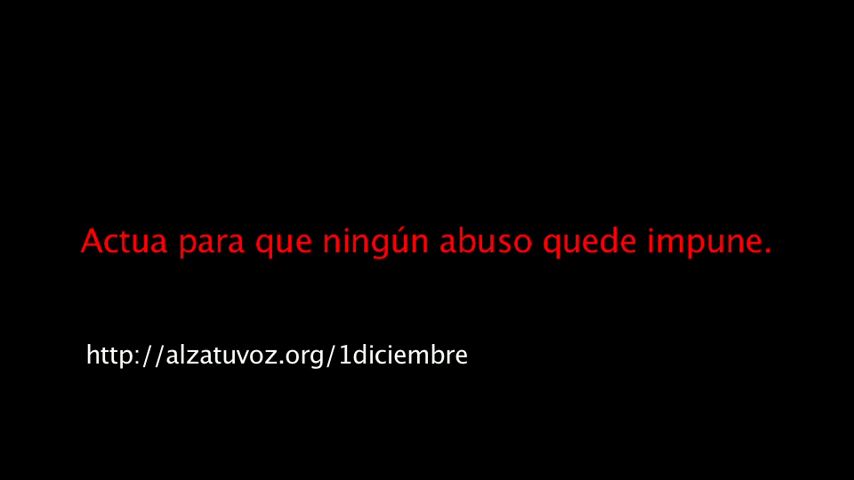 Actua para que ningún abuso quede impune.
http://alzatuvoz.org/1diciembre